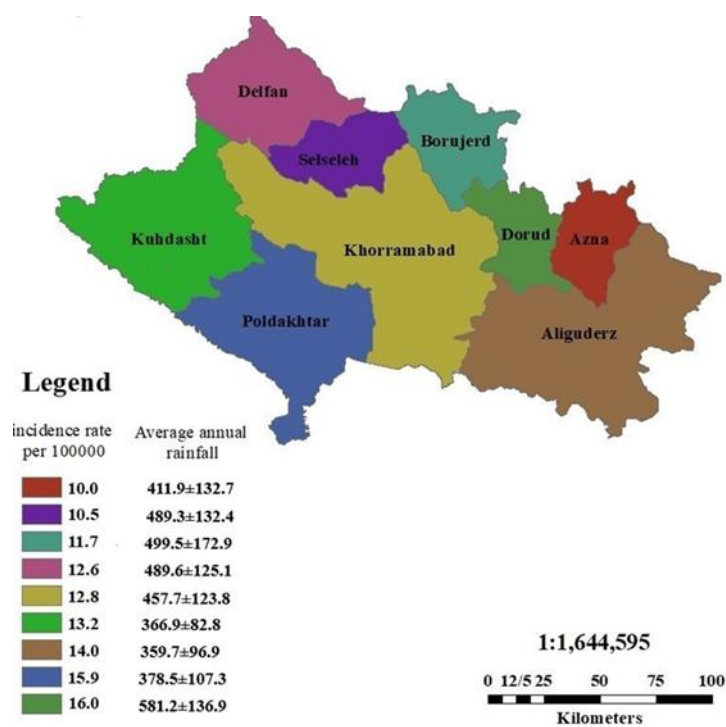 Delfan
Borujerd
Selseleh
Kuhdasht
Khorramabad
Dorud
Azna
Poldakhtar
Aliguderz
Legend
incidence rate
per 100000
Average annual
rainfall
10.0 411.9±132.7
10.5 489.3±132.4
11.7 499.5±172.9
12.6 489.6±125.1
12.8 457.7±123.8
13.2 366.9±82.8
14.0 359.7±96.9
15.9 378.5±107.3
16.0 581.2±136.9
1:1,644,595
0 12/5 25 50 75 100
Kilometers